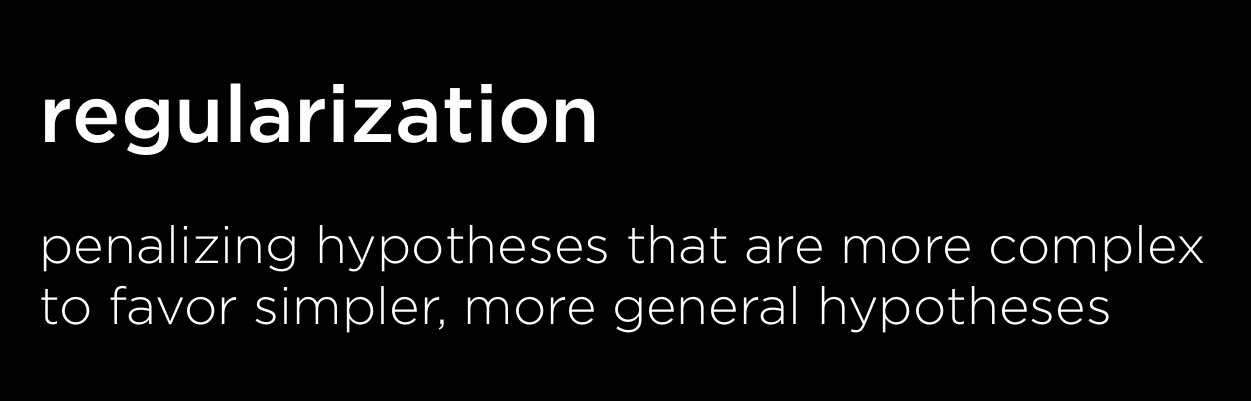 regularization
penalizing hypotheses that are more complex
to favor simpler, more general hypotheses